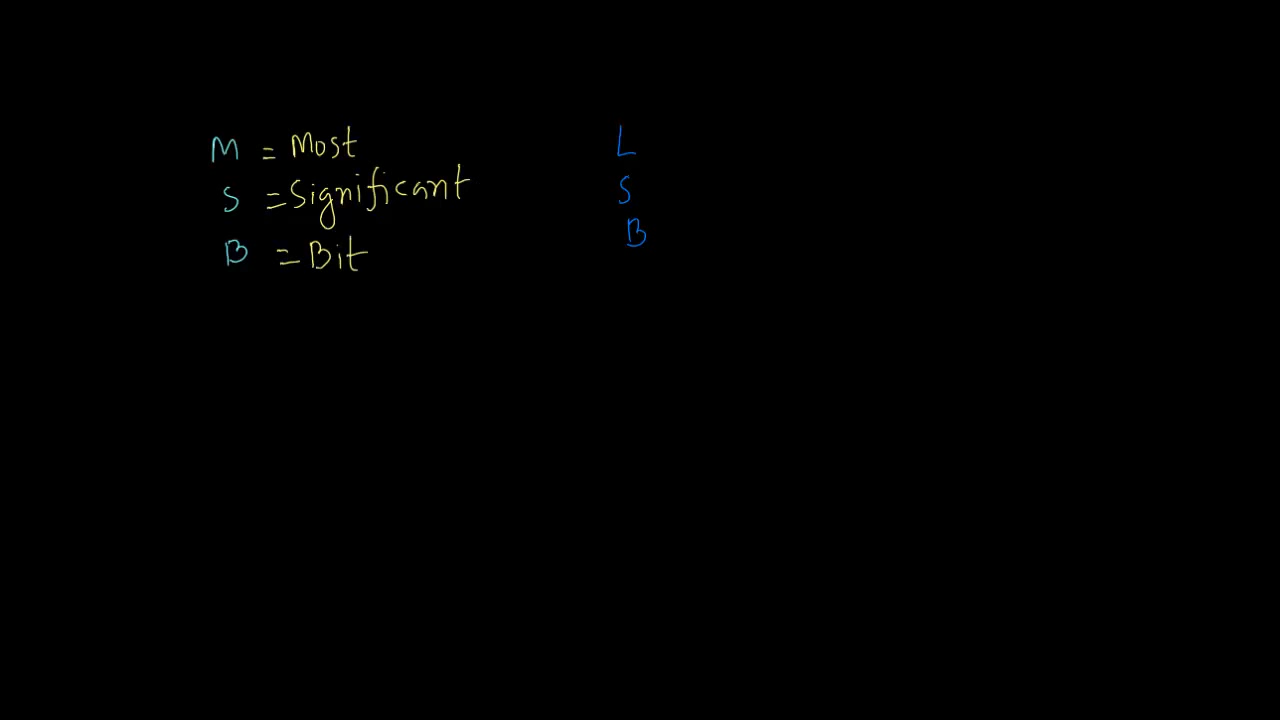 M = Most
S = Significant
B = Bit
L
S
B